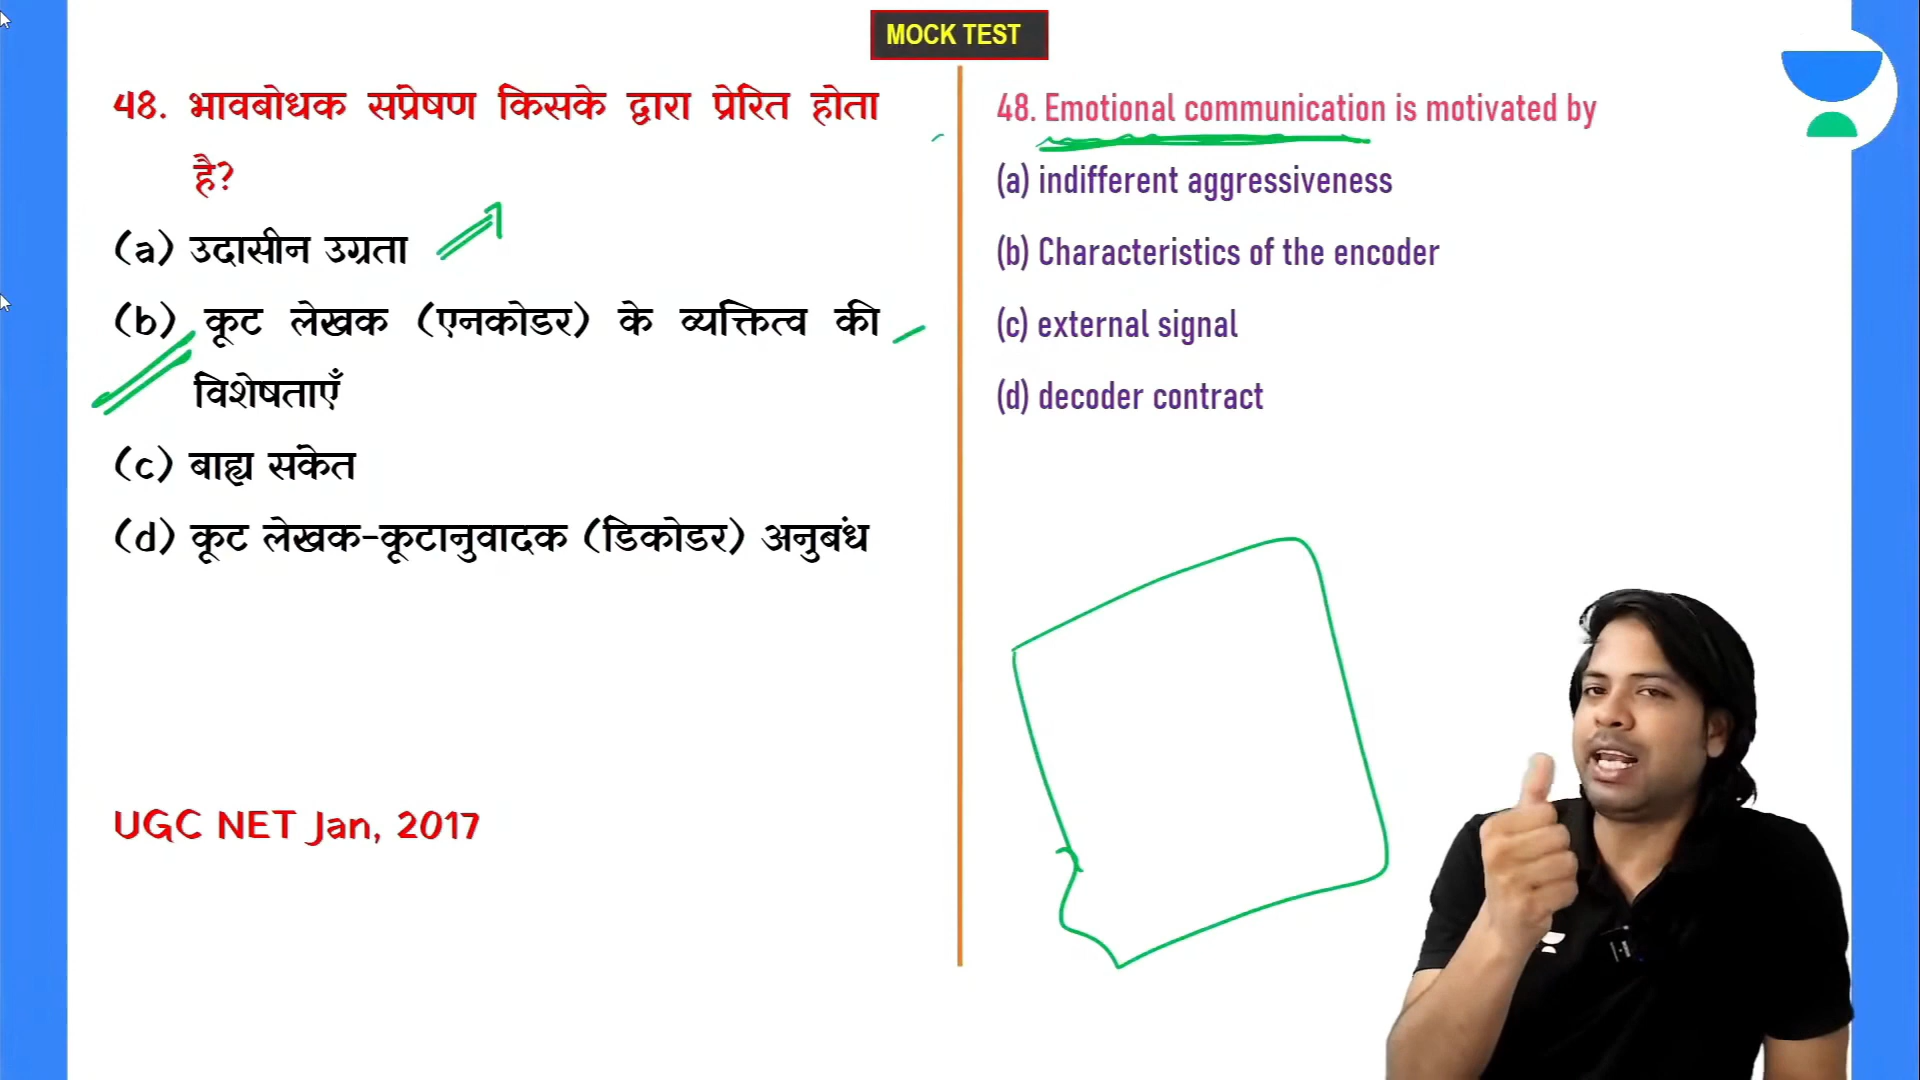 MOCK TEST
48. भावबोधक सप्रेषण किसके द्वारा प्रेरित होता
है?
(a) उदासीन उग्रता
(b) कूट लेखक (एनकोडर) के व्यक्तित्व की
विशेषताएँ
(c) बाह्य संकेत
(d) कूट लेखक-कूटानुवादक (डिकोडर) अनुबंध
UGC NET Jan, 2017
48. Emotional communication is motivated by
(a) indifferent aggressiveness
(b) Characteristics of the encoder
(c) external signal
(d) decoder contract